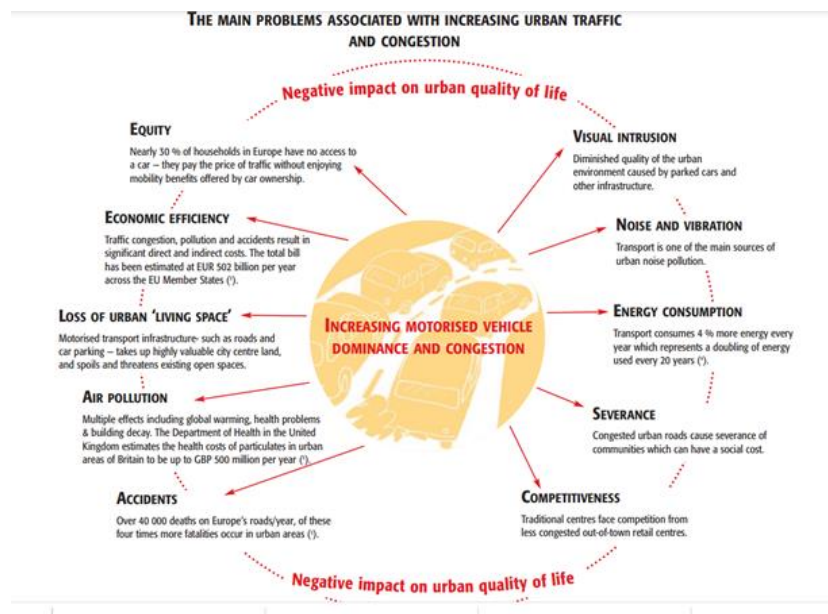 THE MAIN PROBLEMS ASSOCIATED WITH INCREASING URBAN TRAFFIC
AND CONGESTION
Negative impact on urban quality of life
EQUITY
Nearly 30 % of households in Europe have no access to
a car – they pay the price of traffic without enjoying
mobility benefits offered by car ownership.
ECONOMIC EFFICIENCY
Traffic congestion, pollution and accidents result in
significant direct and indirect costs. The total bill
has been estimated at EUR 502 billion per year
across the EU Member States (⁵).
LOSS OF URBAN ‘LIVING SPACE’
Motorised transport infrastructure- such as roads and
car parking – takes up highly valuable city centre land,
and spoils and threatens existing open spaces.
AIR POLLUTION
Multiple effects including global warming, health problems
& building decay. The Department of Health in the United
Kingdom estimates the health costs of particulates in urban
areas of Britain to be up to GBP 500 million per year (⁵).
ACCIDENTS
Over 40 000 deaths on Europe's roads/year, of these
four times more fatalities occur in urban areas (⁵).
INCREASING MOTORISED VEHICLE
DOMINANCE AND CONGESTION
VISUAL INTRUSION
Diminished quality of the urban
environment caused by parked cars and
other infrastructure.
NOISE AND VIBRATION
Transport is one of the main sources of
urban noise pollution.
ENERGY CONSUMPTION
Transport consumes 4 % more energy every
year which represents a doubling of energy
used every 20 years (⁶).
SEVERANCE
Congested urban roads cause severance of
communities which can have a social cost.
COMPETITIVENESS
Traditional centres face competition from
less congested out-of-town retail centres.
Negative impact on urban quality of life